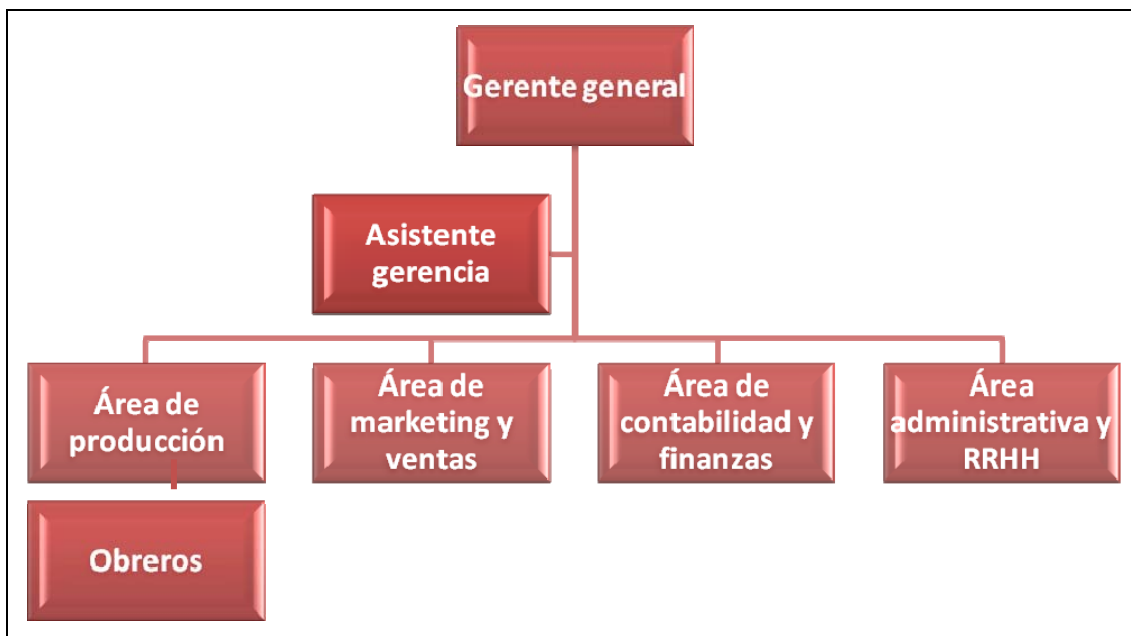 Gerente general
Asistente
gerencia
Área de
producción
Área de
marketing y
ventas
Área de
contabilidad y
finanzas
Área
administrativa y
RRHH
Obreros